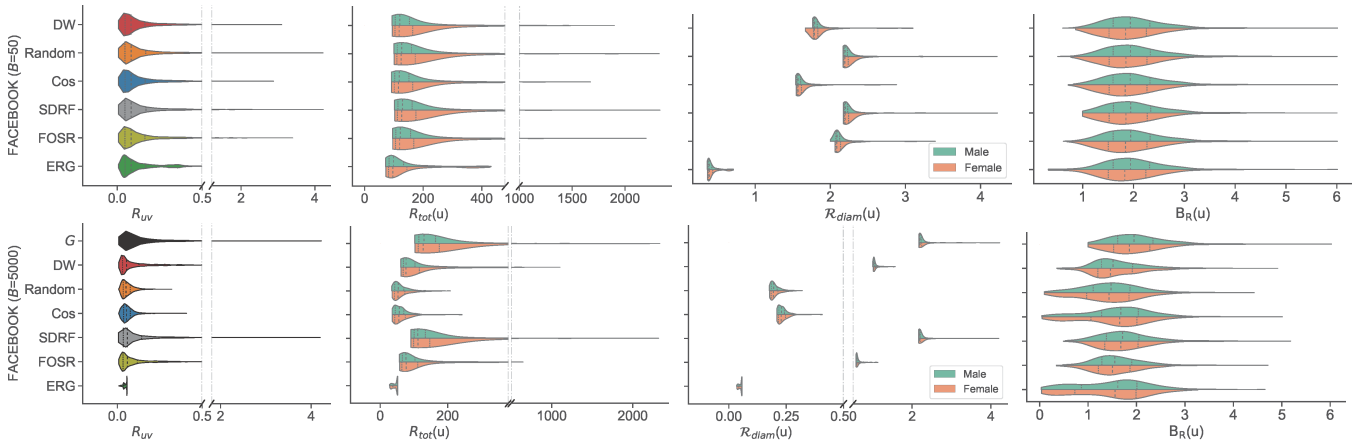 FACEBOOK (B=50)
DW
Random
Cos
SDRF
FOSR
ERG
0.0 0.5 2 4
R_uv
0 200 400 1000 1500 2000
R_tot(u)
Male
Female
1 2 3 4
R_diam(u)
0 1 2 3 4 5 6
B_R(u)
FACEBOOK (B=5000)
G
DW
Random
Cos
SDRF
FOSR
ERG
0.0 0.5 2 4
R_uv
0 200 1000 2000
R_tot(u)
Male
Female
0.00 0.25 0.50 2 4
R_diam(u)
0 1 2 3 4 5 6
B_R(u)